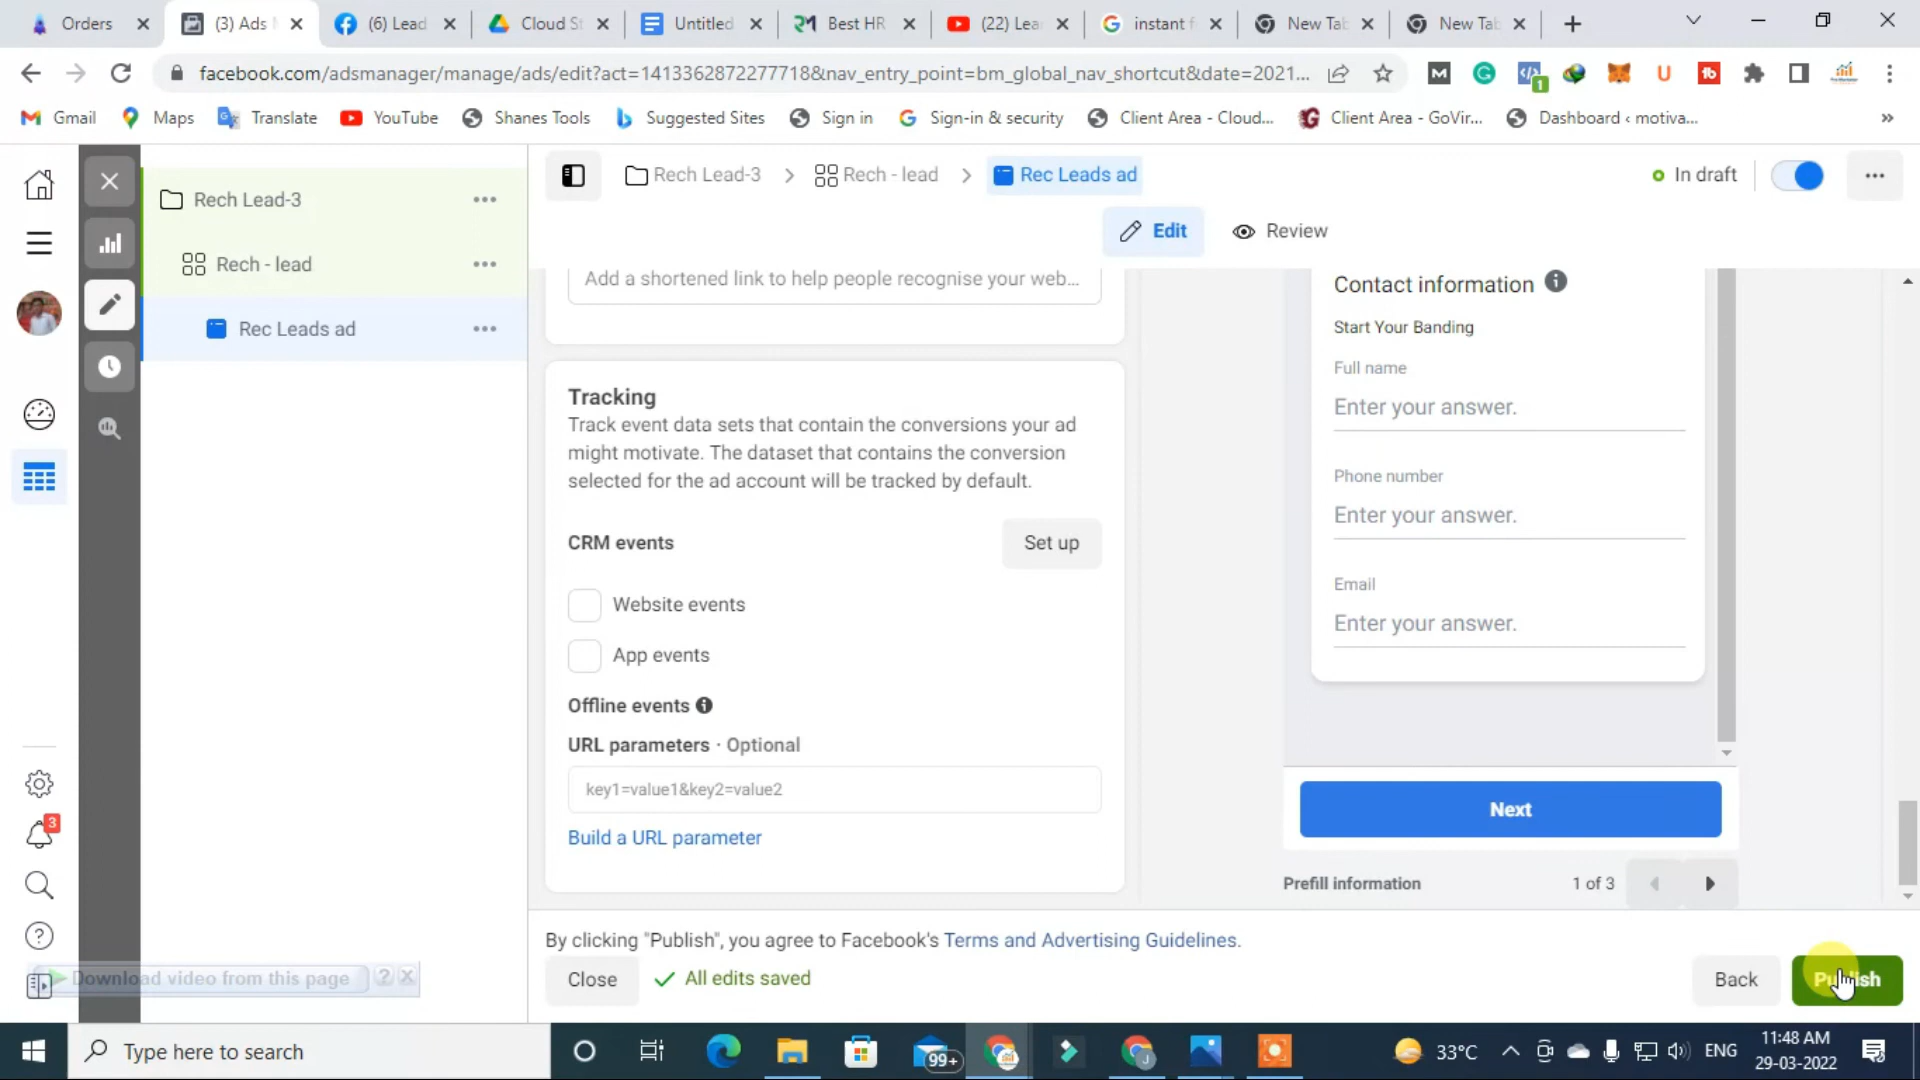 Orders
(3) Ads
(6) Lead
Cloud St
Untitled
Best HR
(22) Lea
instant f
New Tab
New Tab
facebook.com/adsmanager/manage/ads/edit?act=1413362872277718&nav_entry_point=bm_global_nav_shortcut&date=2021...
Gmail
Maps
Translate
YouTube
Shanes Tools
Suggested Sites
Sign in
Sign-in & security
Client Area - Cloud...
Client Area - GoVir...
Dashboard ‹ motiva...
»
Rech Lead-3
Rech - lead
Rec Leads ad
Rech Lead-3
Rech - lead
Rec Leads ad
In draft
Edit
Review
Add a shortened link to help people recognise your web...
Tracking
Track event data sets that contain the conversions your ad
might motivate. The dataset that contains the conversion
selected for the ad account will be tracked by default.
CRM events
Set up
Website events
App events
Offline events
URL parameters · Optional
key1=value1&key2=value2
Build a URL parameter
Contact information
Start Your Banding
Full name
Enter your answer.
Phone number
Enter your answer.
Email
Enter your answer.
Next
Prefill information
1 of 3
3
By clicking "Publish", you agree to Facebook's Terms and Advertising Guidelines.
Download video from this page
Close
All edits saved
Back
Publish
Type here to search
99+
33°C
ENG
11:48 AM
29-03-2022